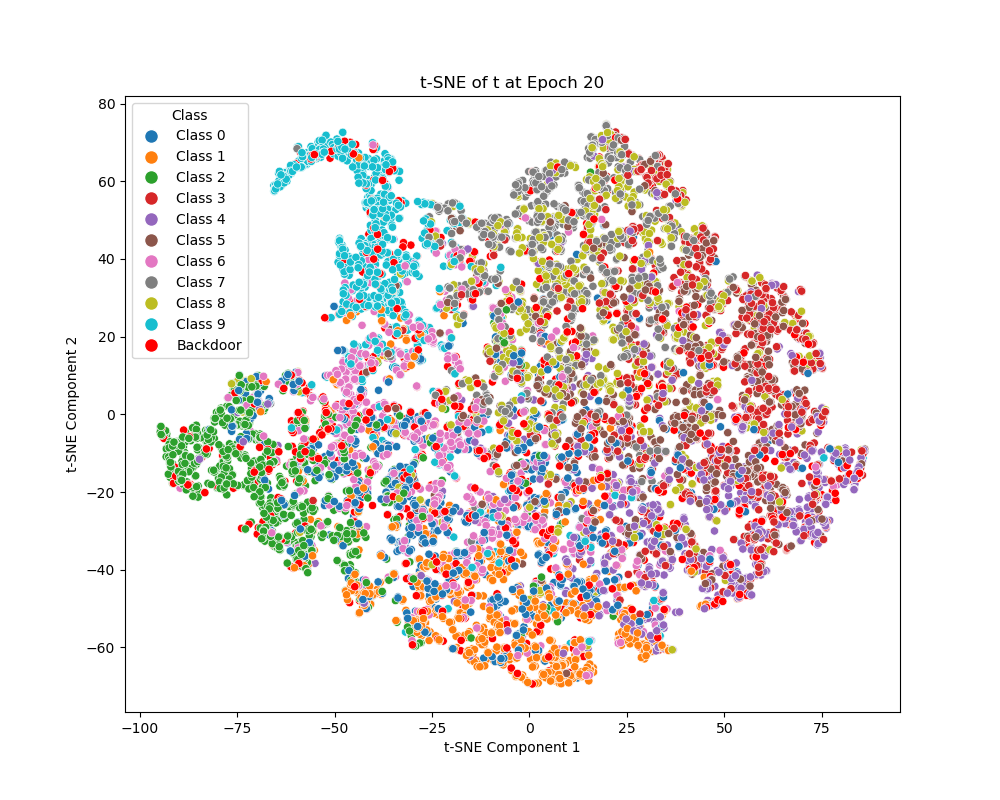 t-SNE of t at Epoch 20
Class
Class 0
Class 1
Class 2
Class 3
Class 4
Class 5
Class 6
Class 7
Class 8
Class 9
Backdoor
t-SNE Component 2
80
60
40
20
0
−20
−40
−60
−100
−75
−50
−25
0
25
50
75
t-SNE Component 1